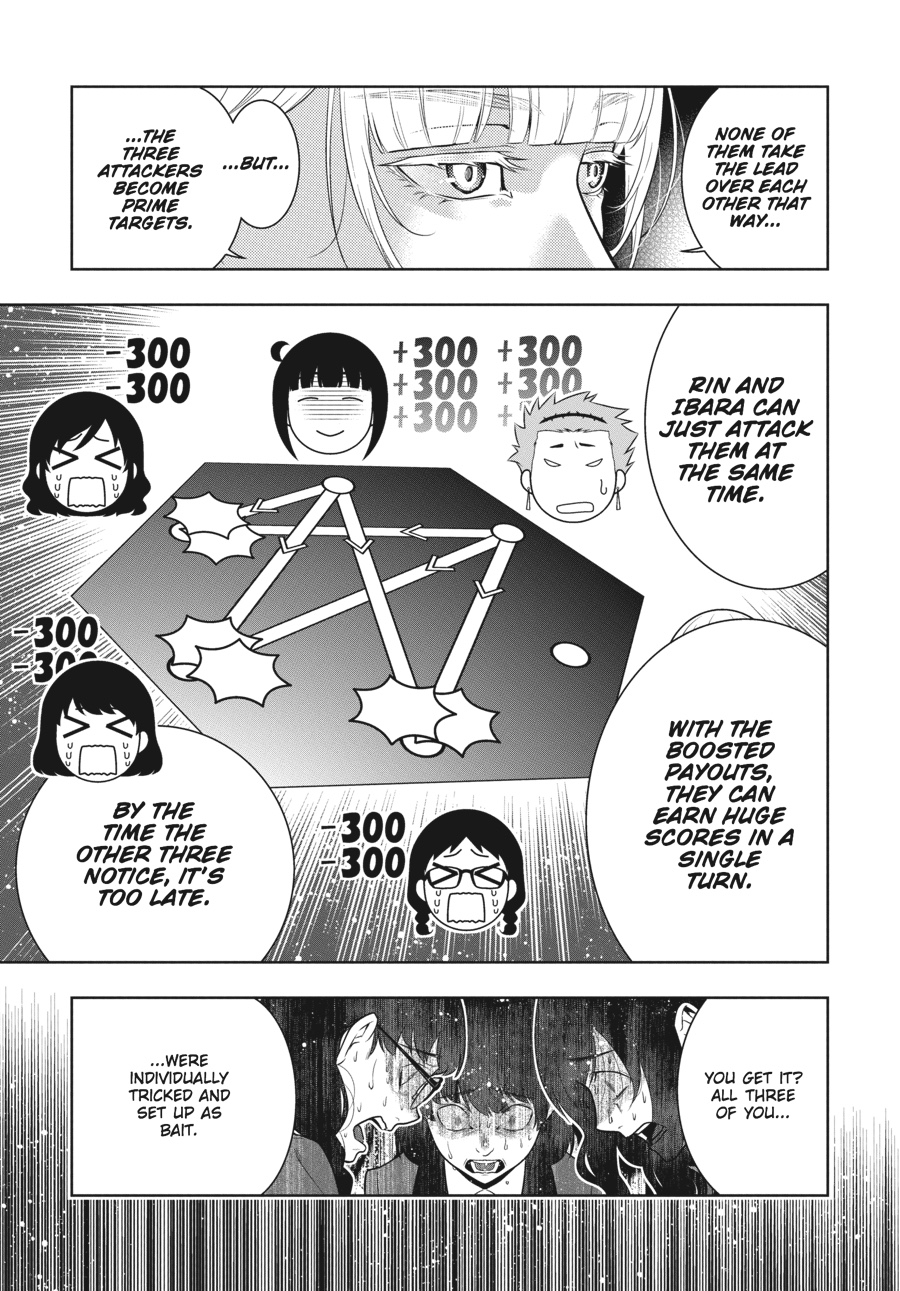 NONE OF
THEM TAKE
THE LEAD
OVER EACH
OTHER THAT
WAY...
...BUT...
...THE
THREE
ATTACKERS
BECOME
PRIME
TARGETS.
RIN AND
IBARA CAN
JUST ATTACK
THEM AT
THE SAME
TIME.
+300 +300
+300 +300
+300 +
-300
-300
-300
-300
WITH THE
BOOSTED
PAYOUTS,
THEY CAN
EARN HUGE
SCORES IN A
SINGLE
TURN.
-300
-300
BY THE
TIME THE
OTHER THREE
NOTICE, IT'S
TOO LATE.
YOU GET IT?
ALL THREE
OF YOU...
...WERE
INDIVIDUALLY
TRICKED AND
SET UP AS
BAIT.